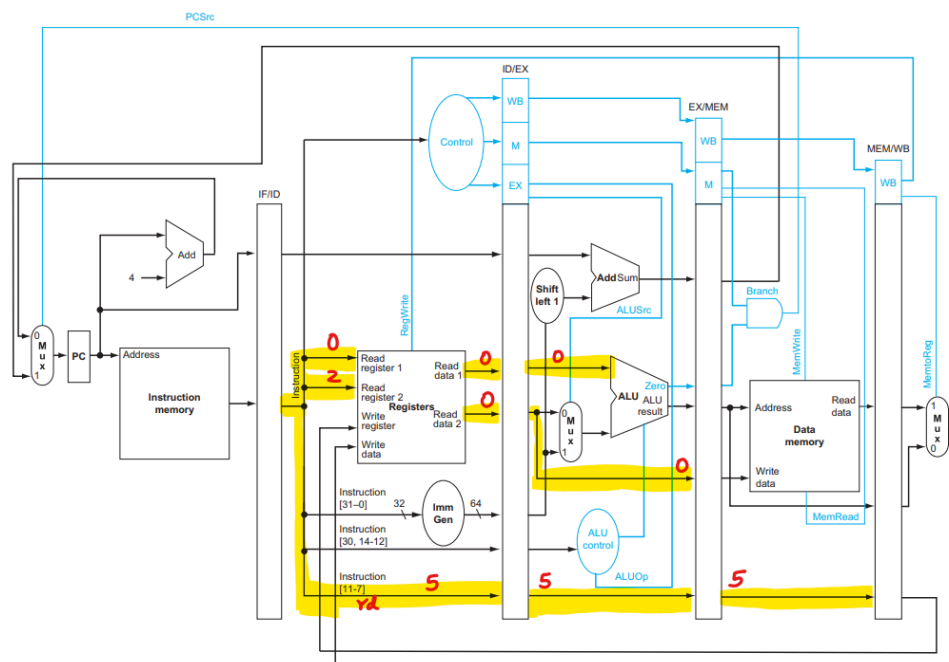 PCSrc
ID/EX
WB
EX/MEM
Control
M
WB
MEM/WB
EX
M
WB
IF/ID
Add
4
Add Sum
Shift
left 1
Branch
ALUSrc
RegWrite
MemWrite
MemtoReg
0
M
u
x
1
PC
Address
Instruction
memory
Instruction
0
2
Read
register 1
Read
register 2
Write
register
Write
data
Registers
Read
data 1
Read
data 2
0
0
0
0
M
u
x
1
ALU
Zero
ALU
result
0
Address
Read
data
Data
memory
Write
data
1
M
u
x
0
MemRead
Instruction
[31–0]
32
Imm
Gen
64
Instruction
[30, 14-12]
ALU
control
ALUOp
Instruction
[11-7]
rd
5
5
5